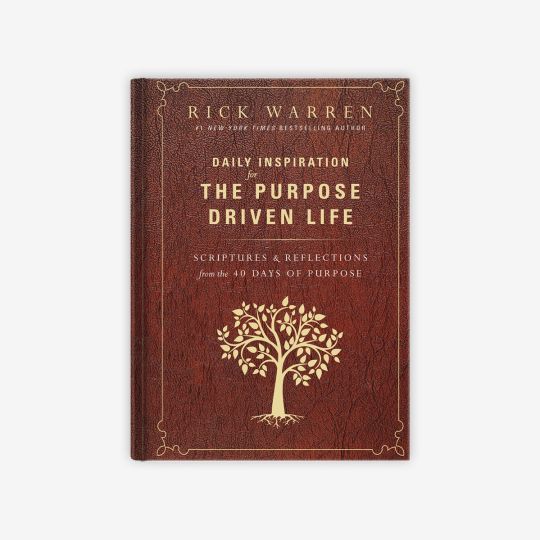 RICK WARREN
#1 NEW YORK TIMES BESTSELLING AUTHOR
DAILY INSPIRATION
for
THE PURPOSE
DRIVEN LIFE
SCRIPTURES & REFLECTIONS
from the 40 DAYS OF PURPOSE